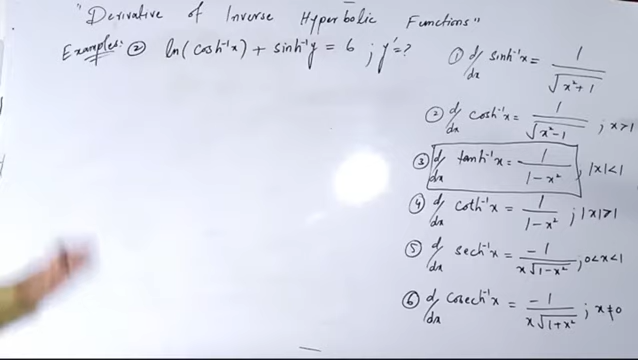 "Derivative of Inverse Hyperbolic Functions"
Examples: ② ln(cosh⁻¹x) + sinh⁻¹y = 6 ; y'=?
① d/dx sinh⁻¹x = 1/√(x²+1)
② d/dx cosh⁻¹x = 1/√(x²-1) ; x>1
③ d/dx tanh⁻¹x = 1/(1-x²), |x|<1
④ d/dx coth⁻¹x = 1/(1-x²) ; |x|>1
⑤ d/dx sech⁻¹x = -1/(x√(1-x²)) ; 0<x<1
⑥ d/dx cosech⁻¹x = -1/(x√(1+x²)) ; x≠0